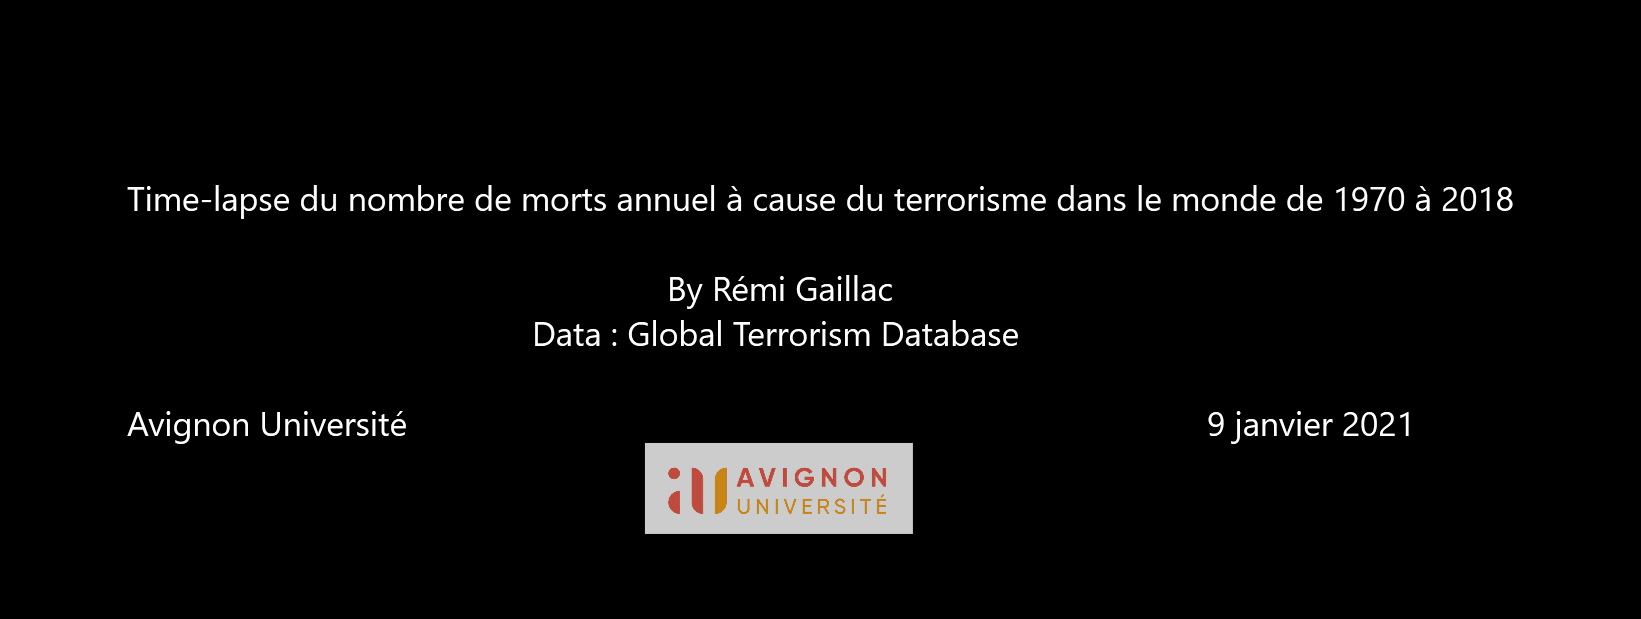 Time-lapse du nombre de morts annuel à cause du terrorisme dans le monde de 1970 à 2018
By Rémi Gaillac
Data : Global Terrorism Database
Avignon Université 9 janvier 2021
AVIGNON
UNIVERSITÉ